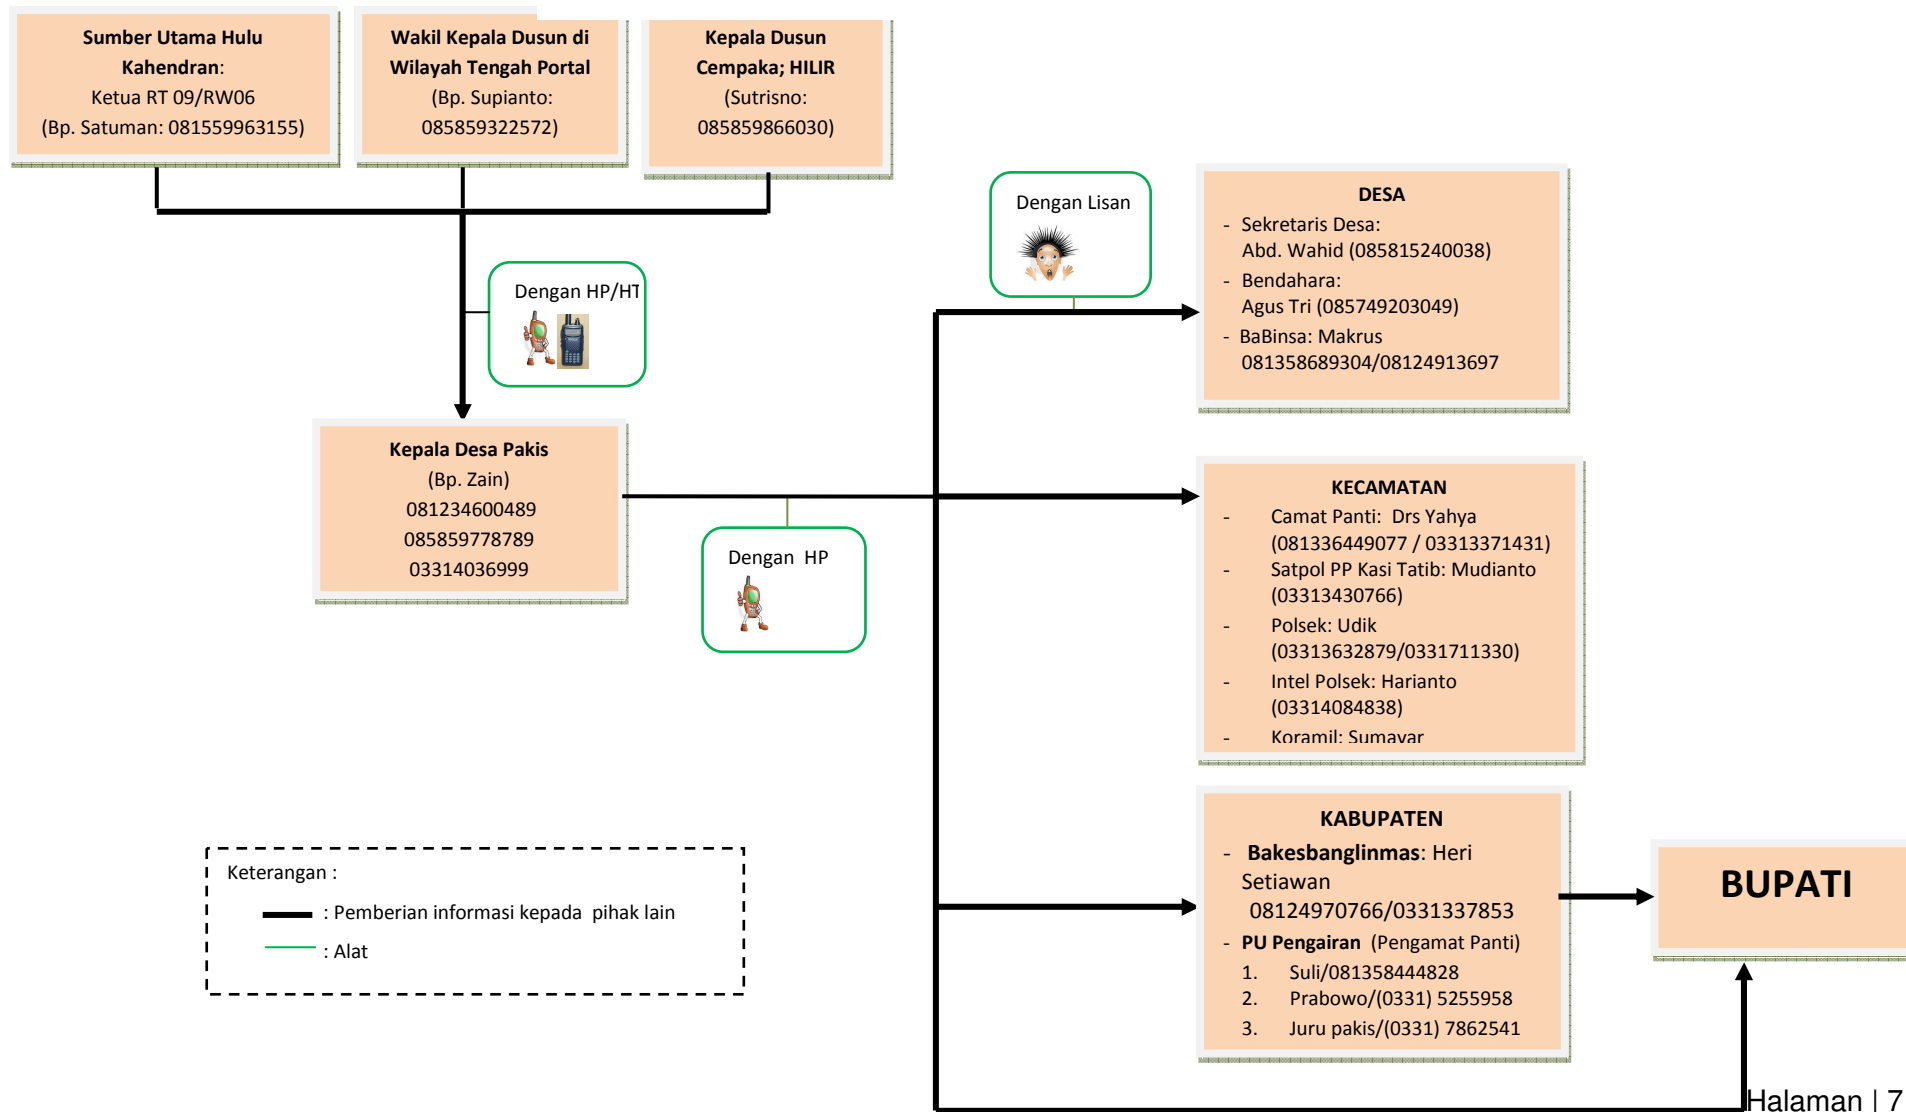 Sumber Utama Hulu
Kahendran:
Ketua RT 09/RW06
(Bp. Satuman: 081559963155)
Wakil Kepala Dusun di
Wilayah Tengah Portal
(Bp. Supianto:
085859322572)
Kepala Dusun
Cempaka; HILIR
(Sutrisno:
085859866030)
Dengan HP/HT
Dengan Lisan
DESA
- Sekretaris Desa:
Abd. Wahid (085815240038)
- Bendahara:
Agus Tri (085749203049)
- BaBinsa: Makrus
081358689304/08124913697
Kepala Desa Pakis
(Bp. Zain)
081234600489
085859778789
03314036999
Dengan HP
KECAMATAN
- Camat Panti: Drs Yahya
(081336449077 / 03313371431)
- Satpol PP Kasi Tatib: Mudianto
(03313430766)
- Polsek: Udik
(03313632879/0331711330)
- Intel Polsek: Harianto
(03314084838)
- Koramil: Sumayar
KABUPATEN
- Bakesbanglinmas: Heri
Setiawan
08124970766/0331337853
- PU Pengairan (Pengamat Panti)
1. Suli/081358444828
2. Prabowo/(0331) 5255958
3. Juru pakis/(0331) 7862541
BUPATI
Keterangan :
: Pemberian informasi kepada pihak lain
: Alat
Halaman | 7